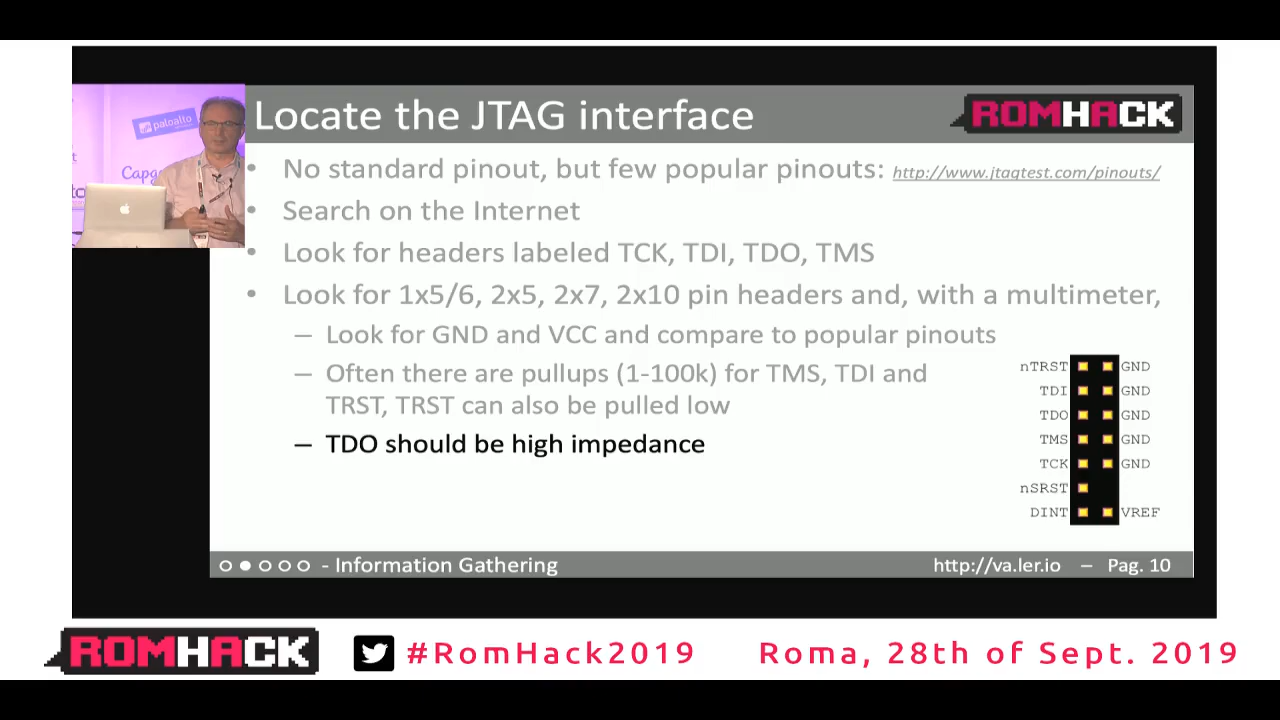 paloalto
Capg
Locate the JTAG interface
ROMHACK
• No standard pinout, but few popular pinouts: http://www.jtagtest.com/pinouts/
• Search on the Internet
• Look for headers labeled TCK, TDI, TDO, TMS
• Look for 1x5/6, 2x5, 2x7, 2x10 pin headers and, with a multimeter,
– Look for GND and VCC and compare to popular pinouts
– Often there are pullups (1-100k) for TMS, TDI and
TRST, TRST can also be pulled low
– TDO should be high impedance
nTRST GND
TDI GND
TDO GND
TMS GND
TCK GND
nSRST
DINT VREF
- Information Gathering
http://va.ler.io – Pag. 10
ROMHACK
#RomHack2019
Roma, 28th of Sept. 2019